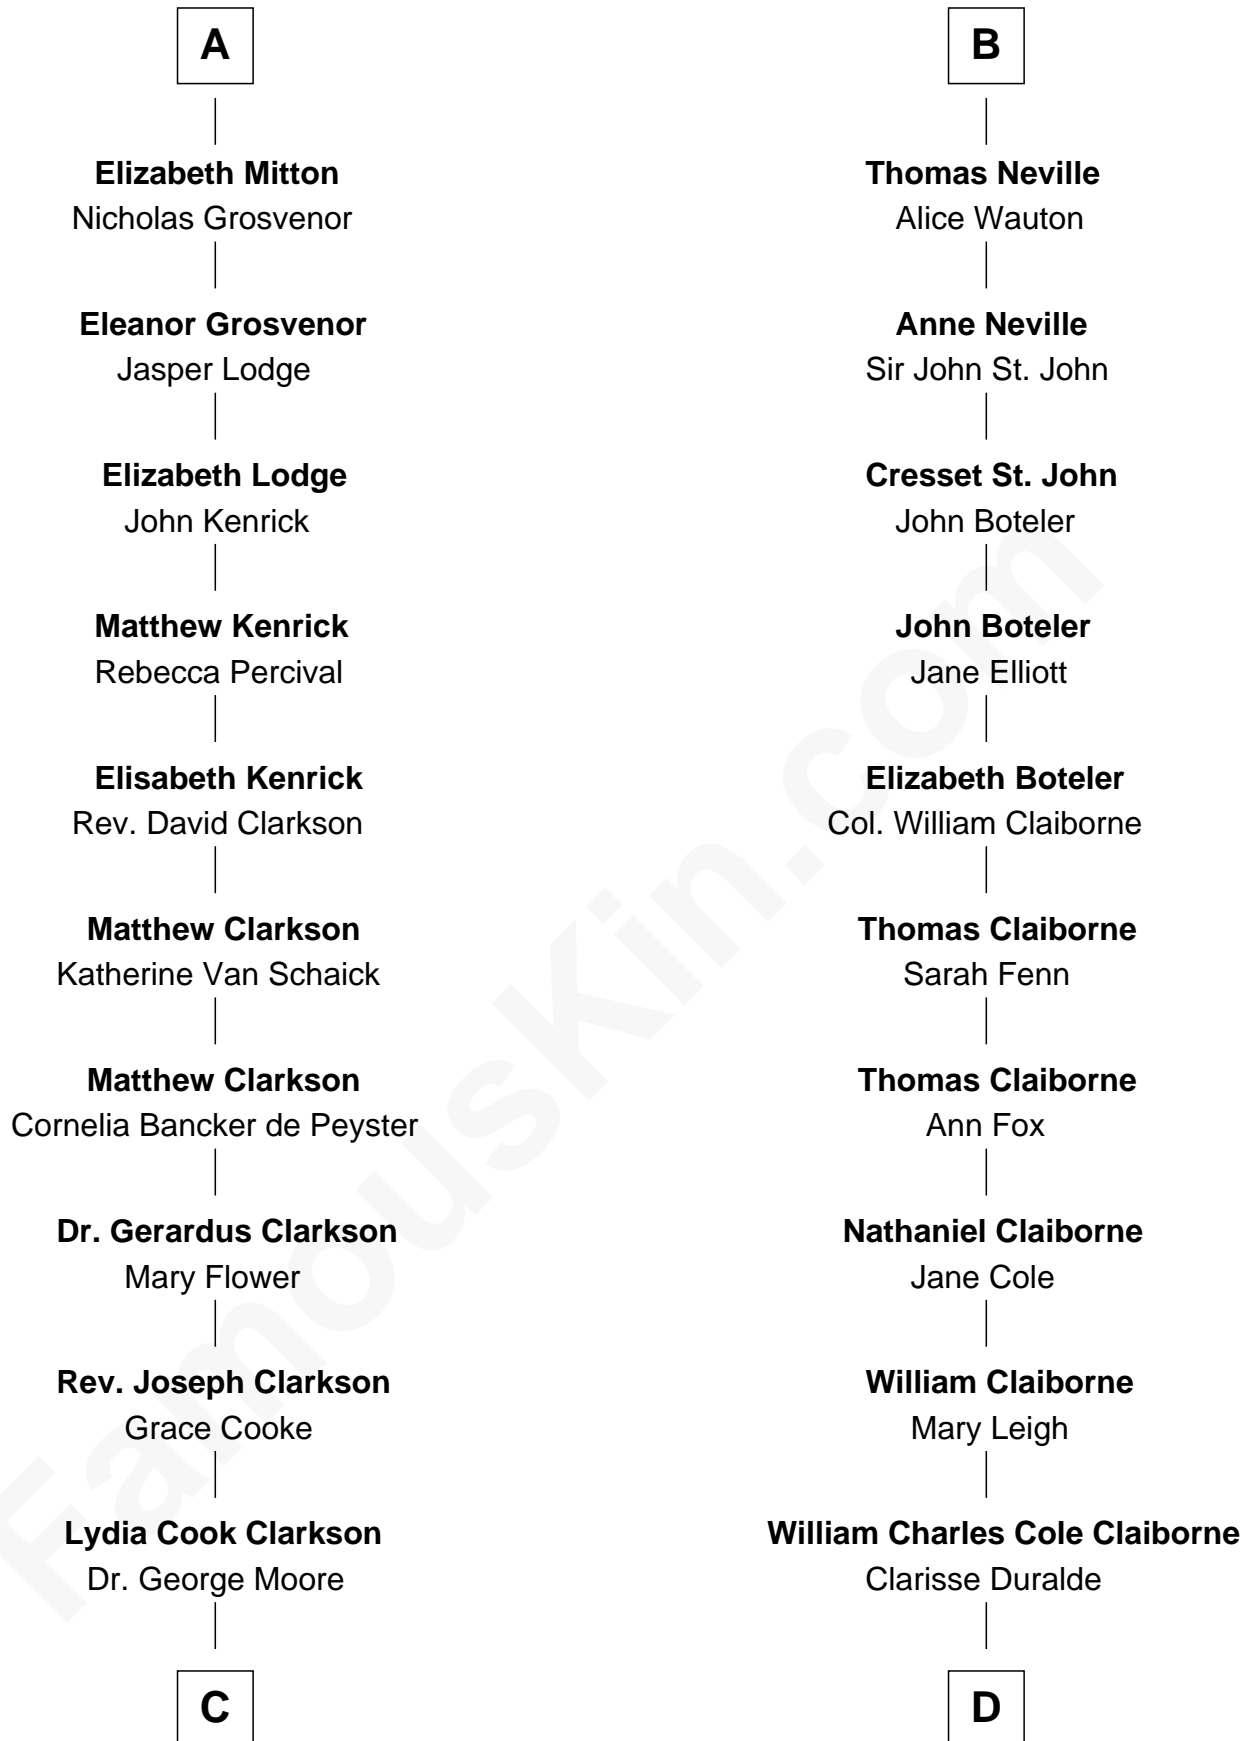 A
Elizabeth Mitton
Nicholas Grosvenor
Eleanor Grosvenor
Jasper Lodge
Elizabeth Lodge
John Kenrick
Matthew Kenrick
Rebecca Percival
Elisabeth Kenrick
Rev. David Clarkson
Matthew Clarkson
Katherine Van Schaick
Matthew Clarkson
Cornelia Bancker de Peyster
Dr. Gerardus Clarkson
Mary Flower
Rev. Joseph Clarkson
Grace Cooke
Lydia Cook Clarkson
Dr. George Moore
C
B
Thomas Neville
Alice Wauton
Anne Neville
Sir John St. John
Cresset St. John
John Boteler
John Boteler
Jane Elliott
Elizabeth Boteler
Col. William Claiborne
Thomas Claiborne
Sarah Fenn
Thomas Claiborne
Ann Fox
Nathaniel Claiborne
Jane Cole
William Claiborne
Mary Leigh
William Charles Cole Claiborne
Clarisse Duralde
D
FamousKin.com